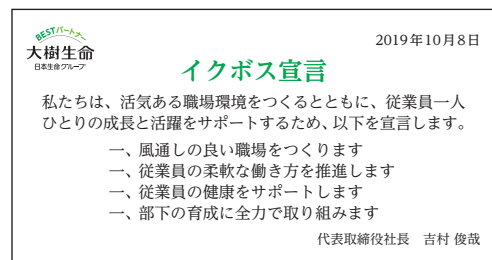 BESTパートナー
大樹生命
日本生命グループ
2019年10月8日
イクボス宣言
私たちは、活気ある職場環境をつくるとともに、従業員一人
ひとりの成長と活躍をサポートするため、以下を宣言します。
一、風通しの良い職場をつくります
一、従業員の柔軟な働き方を推進します
一、従業員の健康をサポートします
一、部下の育成に全力で取り組みます
代表取締役社長　吉村 俊哉